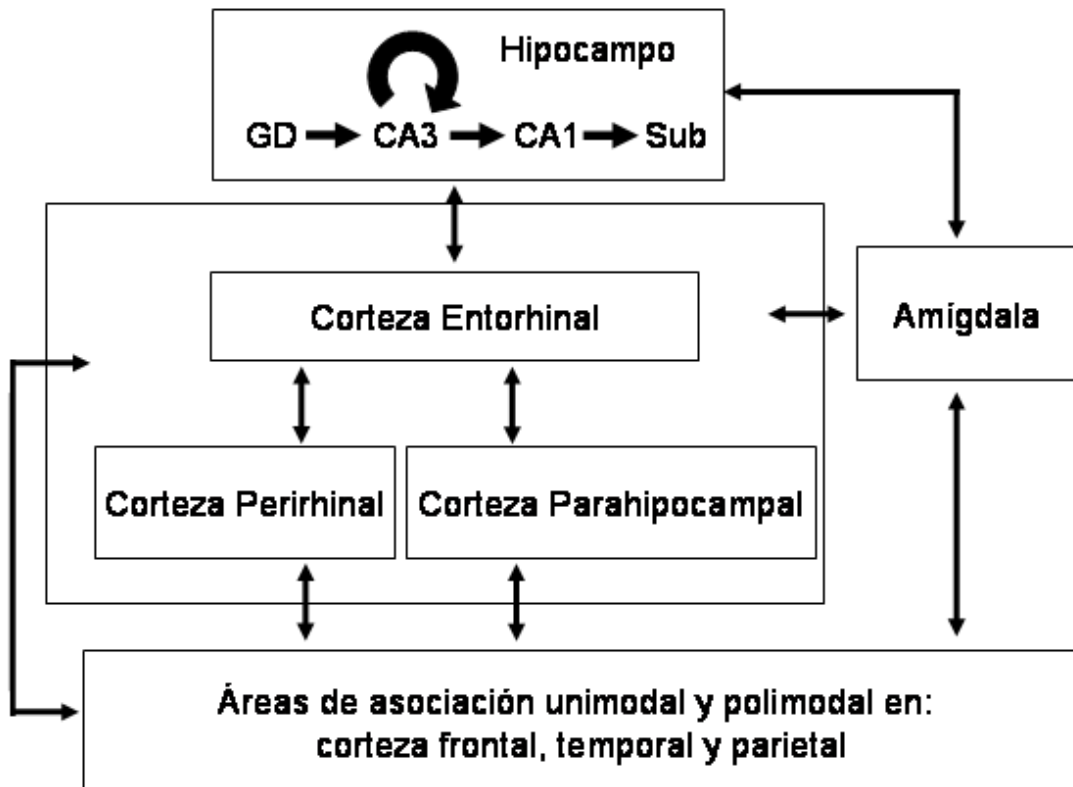 Hipocampo
GD CA3 CA1 Sub
Corteza Entorhinal
Amígdala
Corteza Perirhinal
Corteza Parahipocampal
Áreas de asociación unimodal y polimodal en:
corteza frontal, temporal y parietal